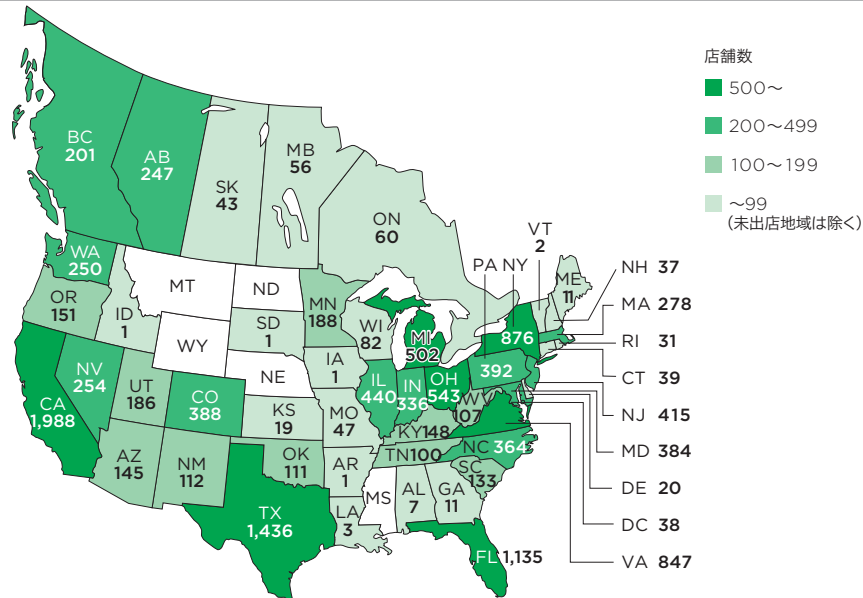 店舗数
500～
200～499
100～199
～99
(未出店地域は除く)
BC
201
AB
247
SK
43
MB
56
ON
60
VT
2
PA NY
ME
11
NH 37
MA 278
RI 31
CT 39
NJ 415
MD 384
DE 20
DC 38
VA 847
WA
250
OR
151
ID
1
MT
ND
MN
188
SD
1
WI
82
MI
502
876
392
WY
NE
IA
1
IL
440
IN
336
OH
543
WV
107
NV
254
UT
186
CO
388
KS
19
MO
47
KY148
CA
1,988
AZ
145
NM
112
OK
111
AR
1
TN100
NC 364
SC
133
TX
1,436
LA
3
MS
AL
7
GA
11
FL 1,135